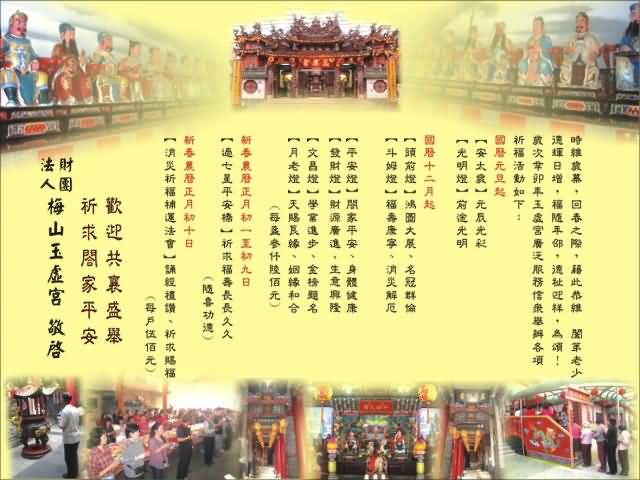 時維歲暮，回春之際，藉此恭維　閤第老少
德輝日增，福隨年卲，德祉迎祥，為頌！
歲次辛卯年玉虛宮廣泛服務信眾舉辦各項
祈福活動如下：
國曆元旦起
【安太歲】元辰光彩
【光明燈】前途光明
國曆十二月起
【頭前燈】鴻圖大展、名冠群倫
【斗姆燈】福壽康寧、消災解厄
【平安燈】閤家平安、身體健康
【發財燈】財源廣進，生意興隆
【文昌燈】學業進步、金榜題名
【月老燈】天賜良緣、姻緣和合
（每盞參仟陸佰元）
新春農曆正月初一至初九日
【過七星平安橋】祈求福壽長長久久
（隨喜功德）
新春農曆正月初十日
【消災祈福補運法會】誦經禮讚、祈求賜福
（每戶伍佰元）
歡迎共襄盛舉
祈求閤家平安
財團法人 梅山玉虛宮 敬啓